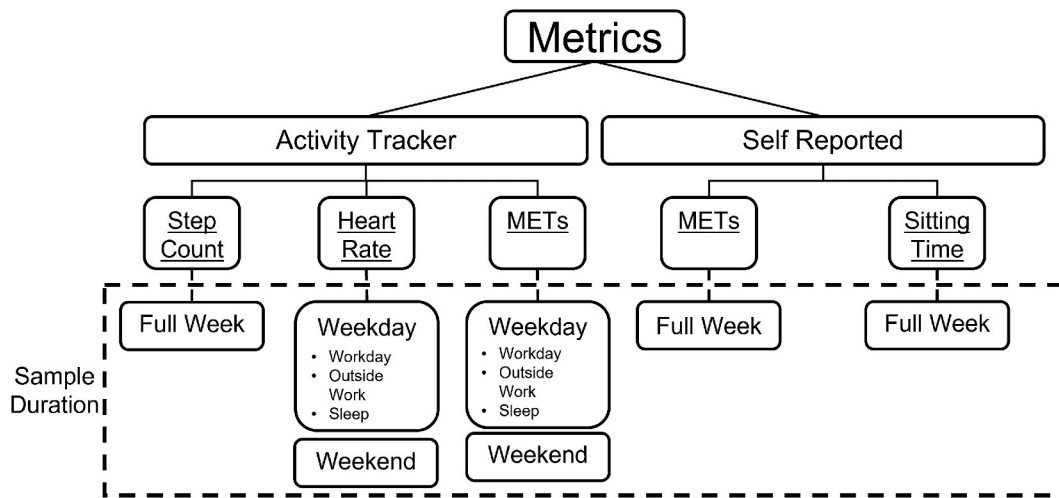 Metrics
Activity Tracker
Self Reported
Step
Count
Heart
Rate
METs
METs
Sitting
Time
Sample
Duration
Full Week
Weekday
• Workday
• Outside
Work
• Sleep
Weekend
Weekday
• Workday
• Outside
Work
• Sleep
Weekend
Full Week
Full Week